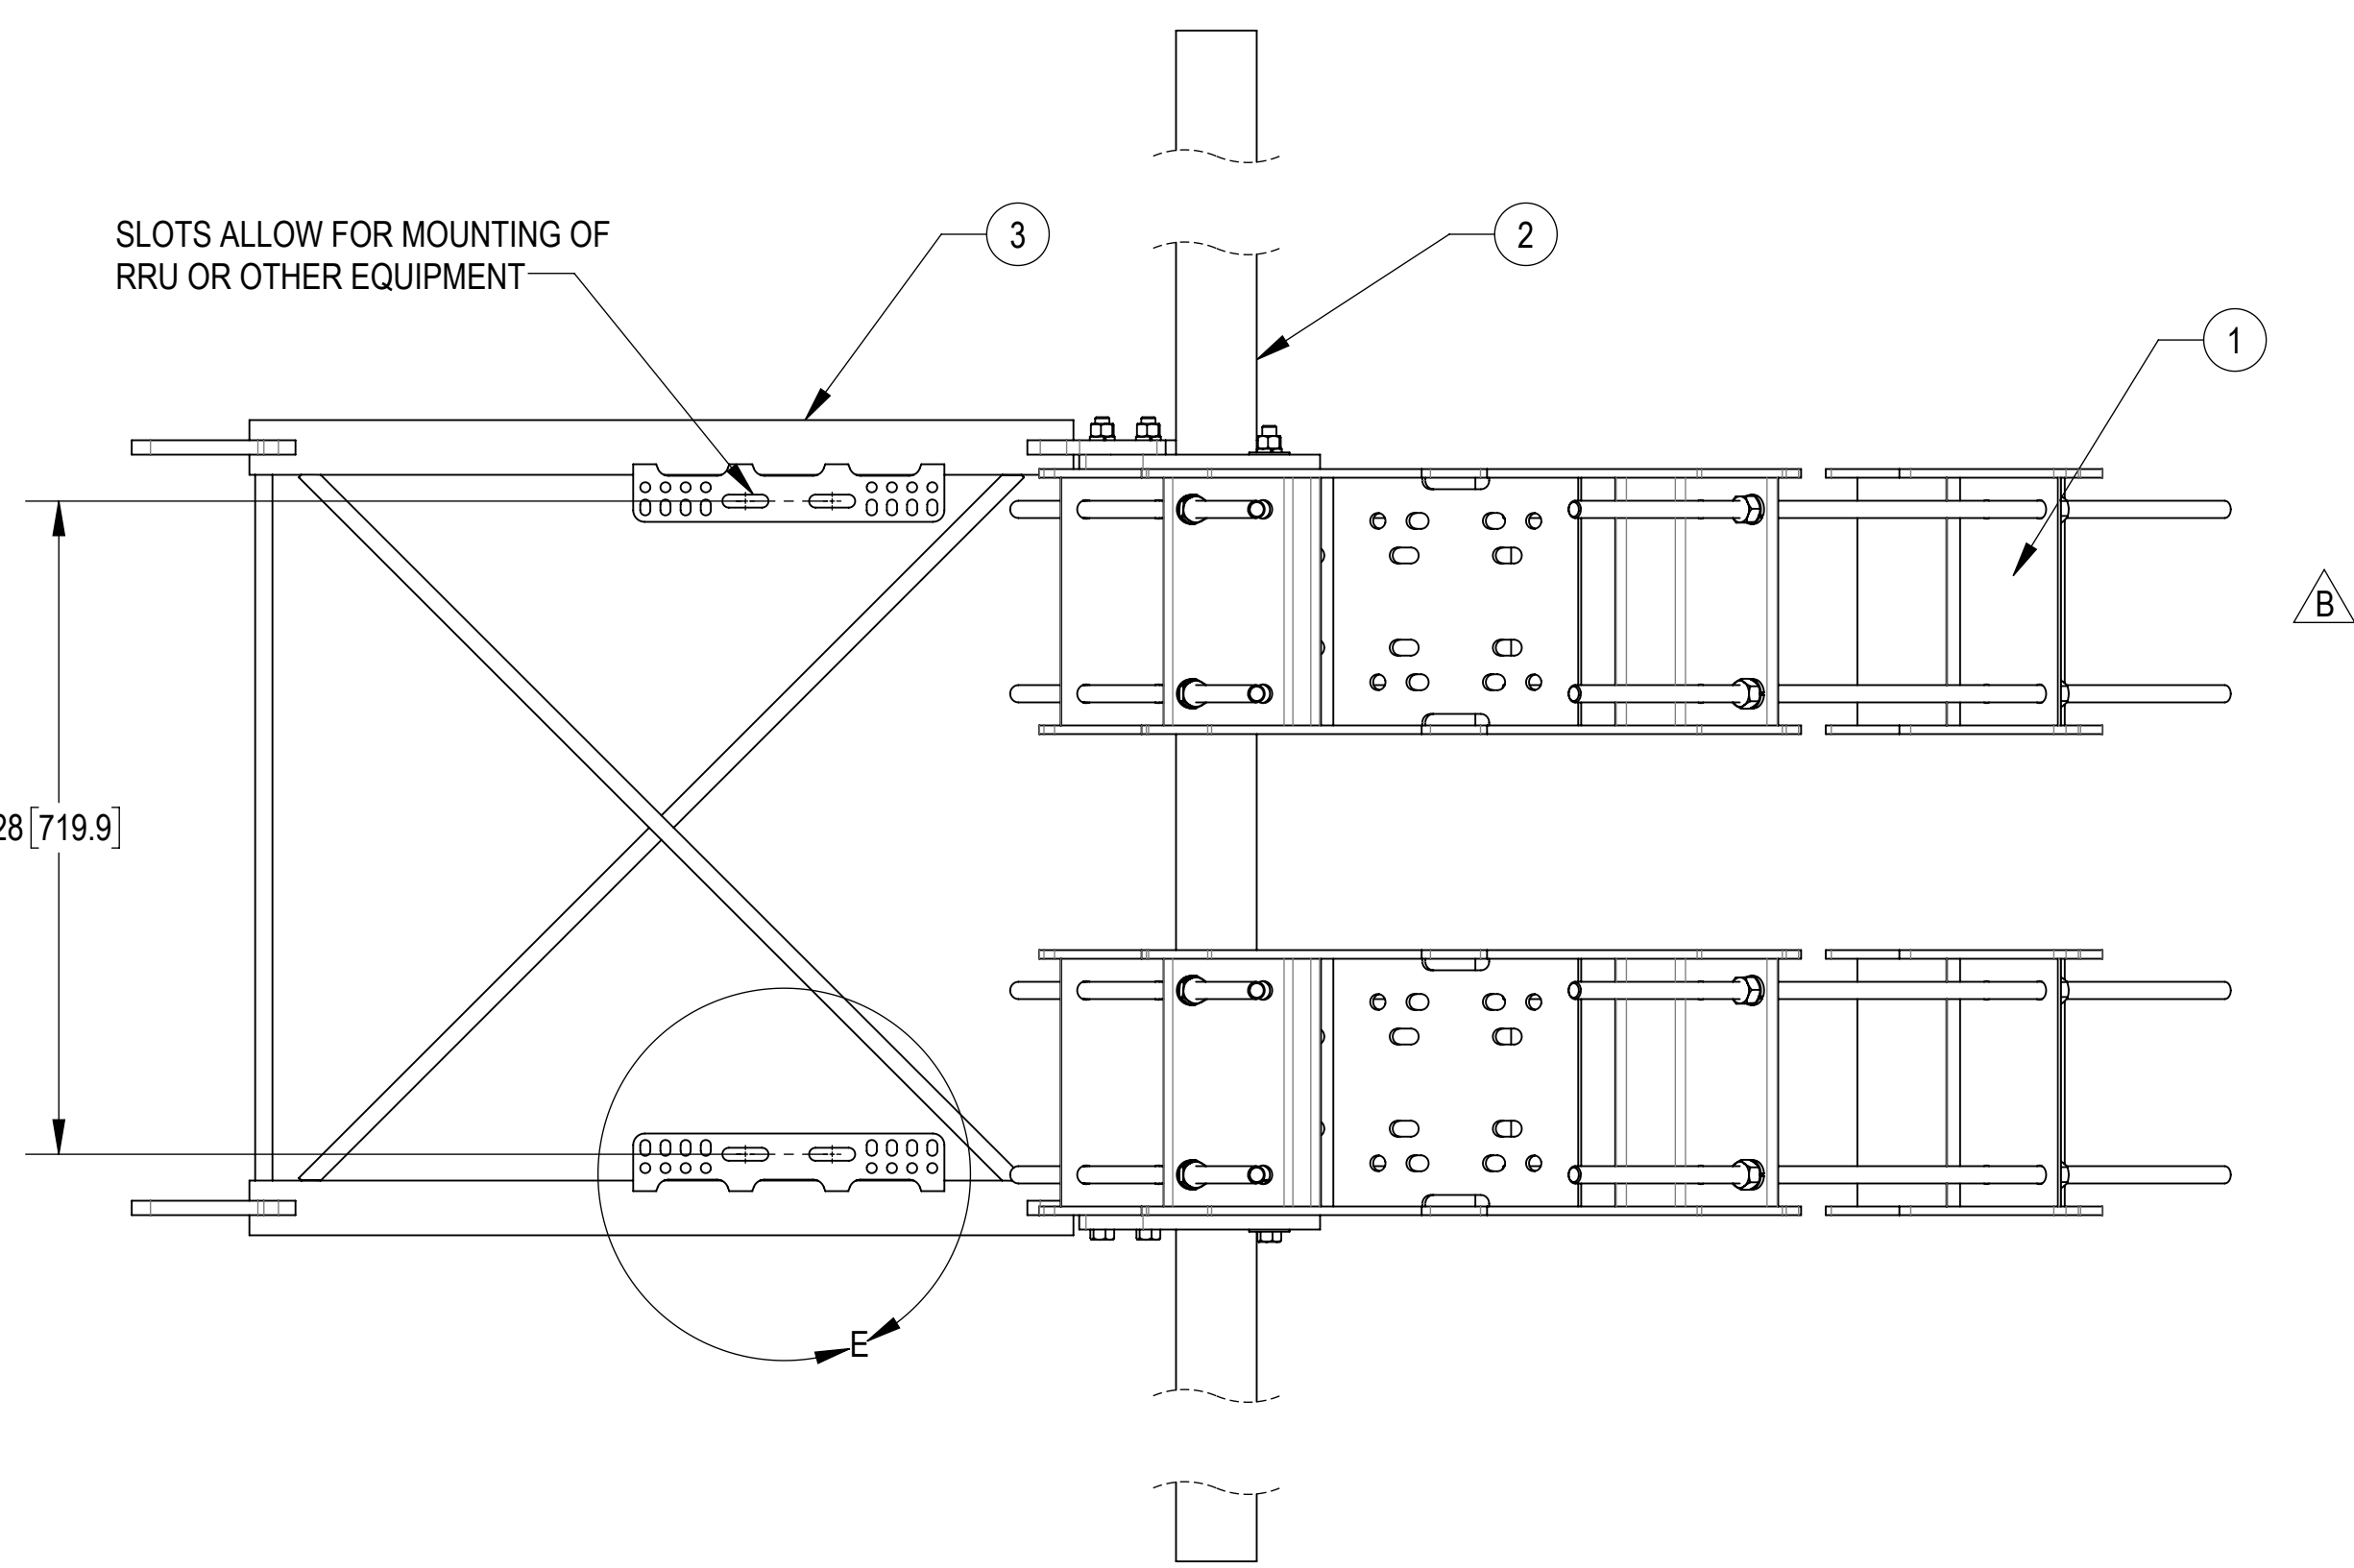 SLOTS ALLOW FOR MOUNTING OF
RRU OR OTHER EQUIPMENT
3
2
1
B
28[719.9]
E